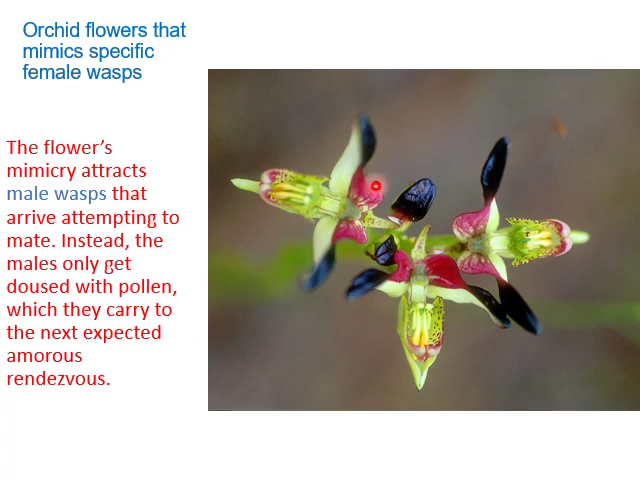 Orchid flowers that
mimics specific
female wasps
The flower's
mimicry attracts
male wasps that
arrive attempting to
mate. Instead, the
males only get
doused with pollen,
which they carry to
the next expected
amorous
rendezvous.